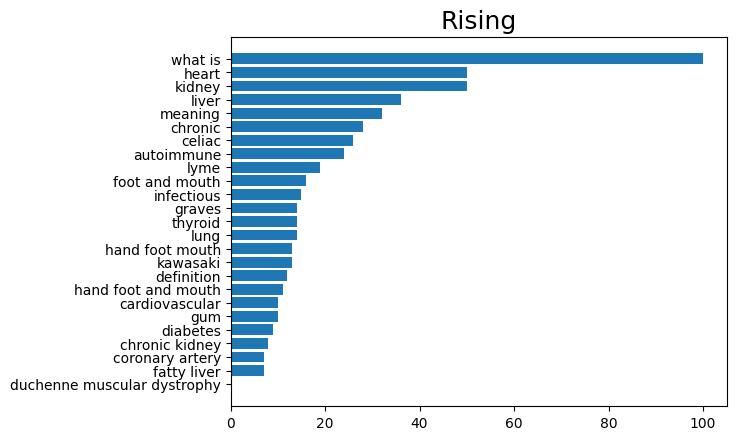 Rising
what is
heart
kidney
liver
meaning
chronic
celiac
autoimmune
lyme
foot and mouth
infectious
graves
thyroid
lung
hand foot mouth
kawasaki
definition
hand foot and mouth
cardiovascular
gum
diabetes
chronic kidney
coronary artery
fatty liver
duchenne muscular dystrophy
0 20 40 60 80 100